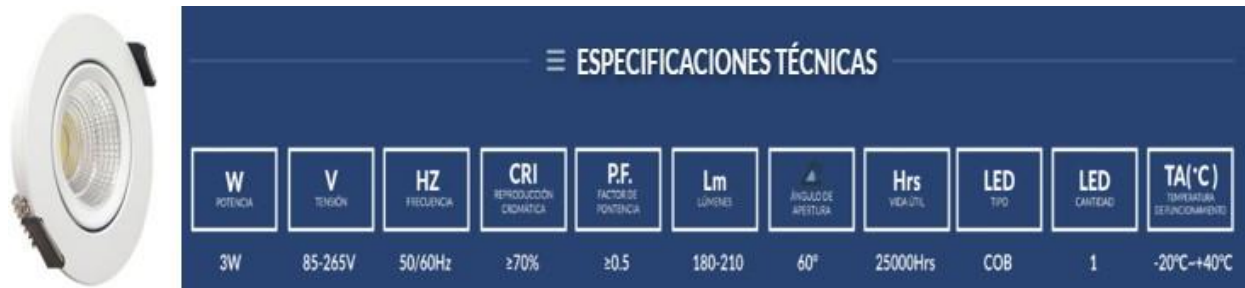 ESPECIFICACIONES TÉCNICAS
W
POTENCIA
V
TENSIÓN
HZ
FRECUENCIA
CRI
REPRODUCCIÓN
CROMÁTICA
P.F.
FACTOR DE
PONTENCIA
Lm
LÚMENES
ÁNGULO DE
APERTURA
Hrs
VIDA ÚTIL
LED
TIPO
LED
CANTIDAD
TA(°C)
TEMPERATURA
DE FUNCIONAMIENTO
3W
85-265V
50/60Hz
≥70%
≥0.5
180-210
60°
25000Hrs
COB
1
-20°C~+40°C